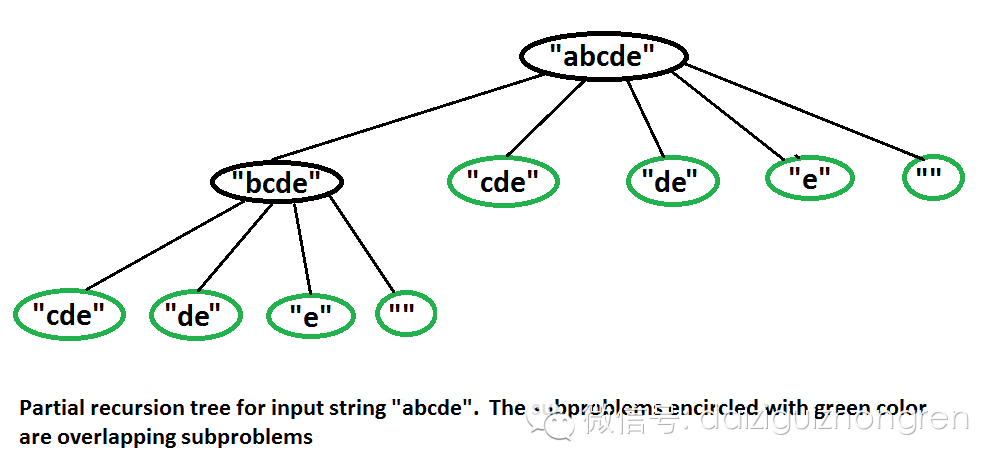 "abcde"
"bcde" "cde" "de" "e" ""
"cde" "de" "e" ""
Partial recursion tree for input string "abcde". The subproblems encircled with green color
are overlapping subproblems
微信号: daiziguizhongren